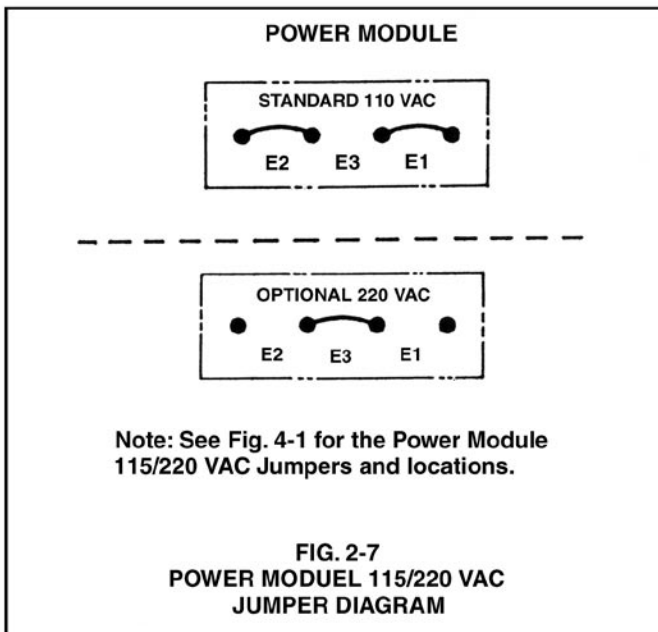 POWER MODULE
STANDARD 110 VAC
E2 E3 E1
OPTIONAL 220 VAC
E2 E3 E1
Note: See Fig. 4-1 for the Power Module
115/220 VAC Jumpers and locations.
FIG. 2-7
POWER MODUEL 115/220 VAC
JUMPER DIAGRAM